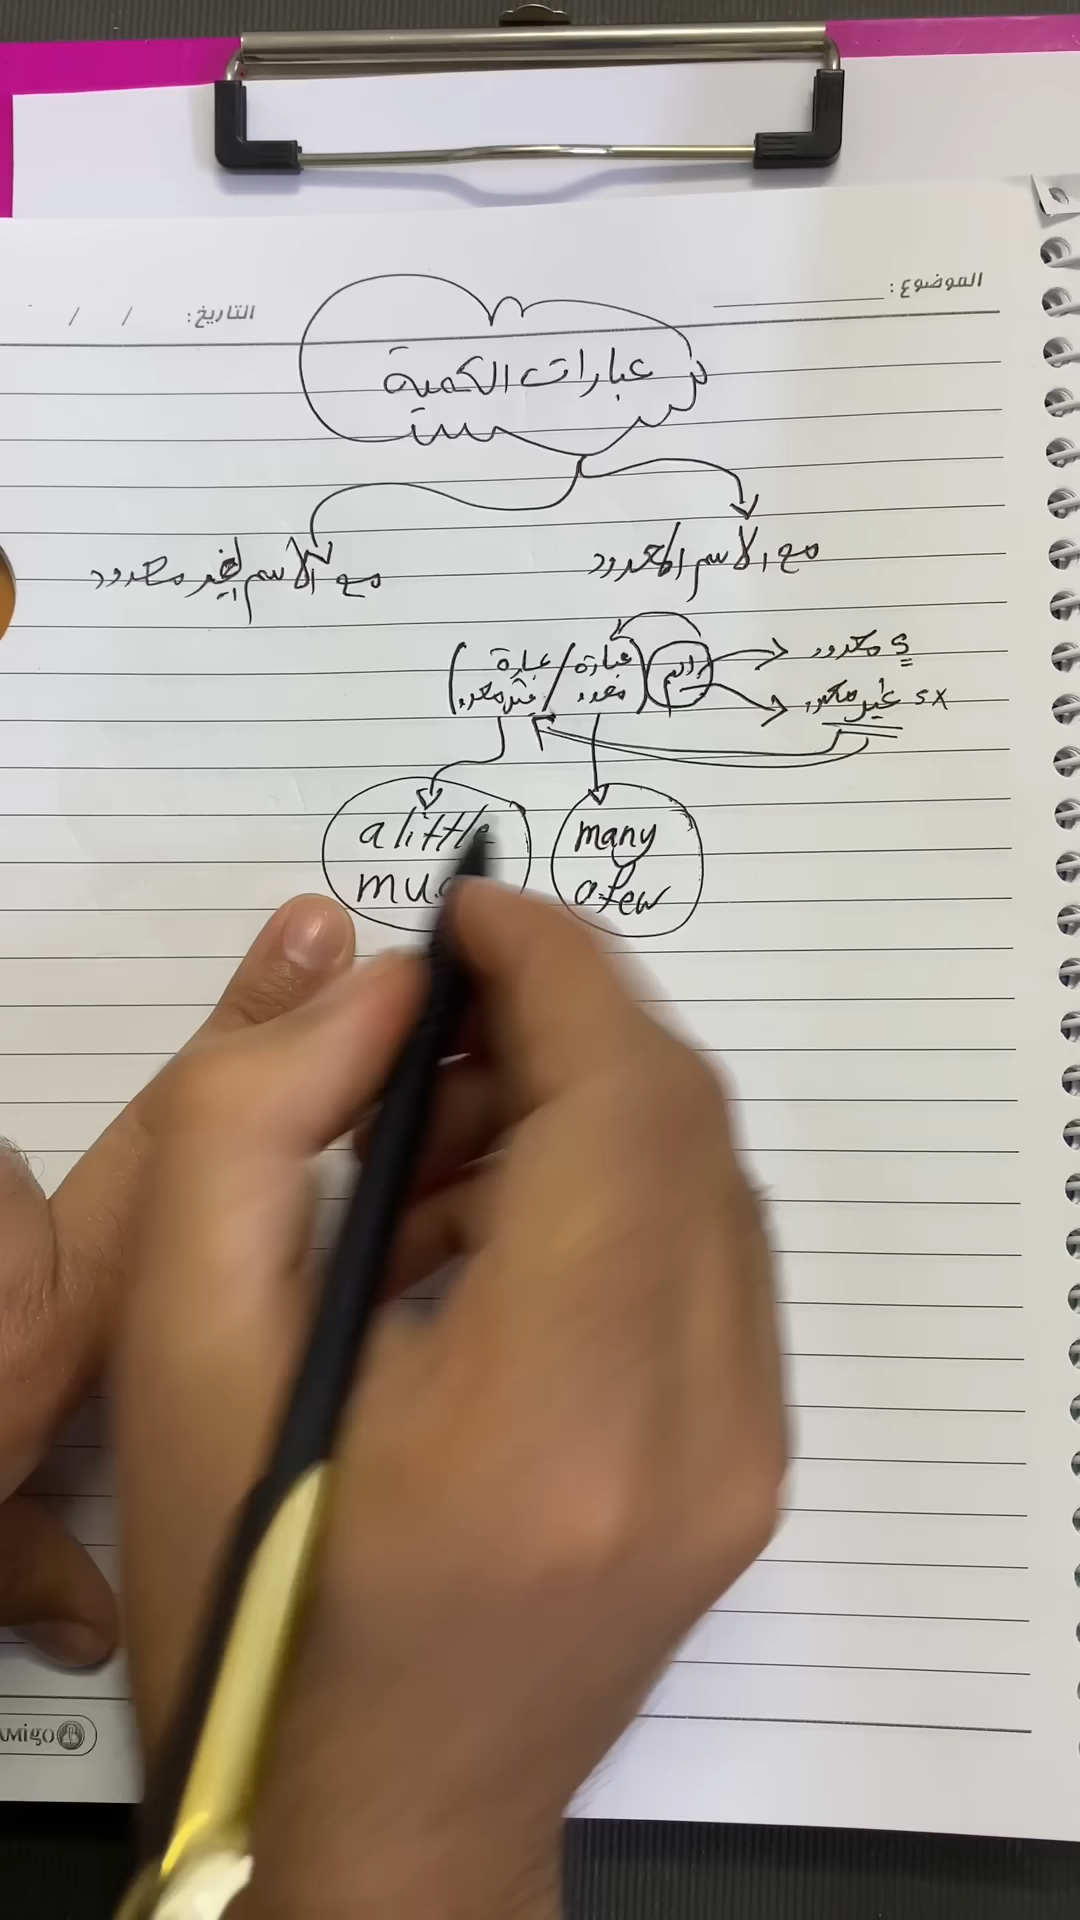 الموضوع:
التاريخ: / /
عبارات الكمية
مع الاسم المعدود
مع الاسم الغير معدود
(عبارة معدود / عبارة غير معدود) اسم
معدود s
غير معدود sx
many
a few
a little
Amigo